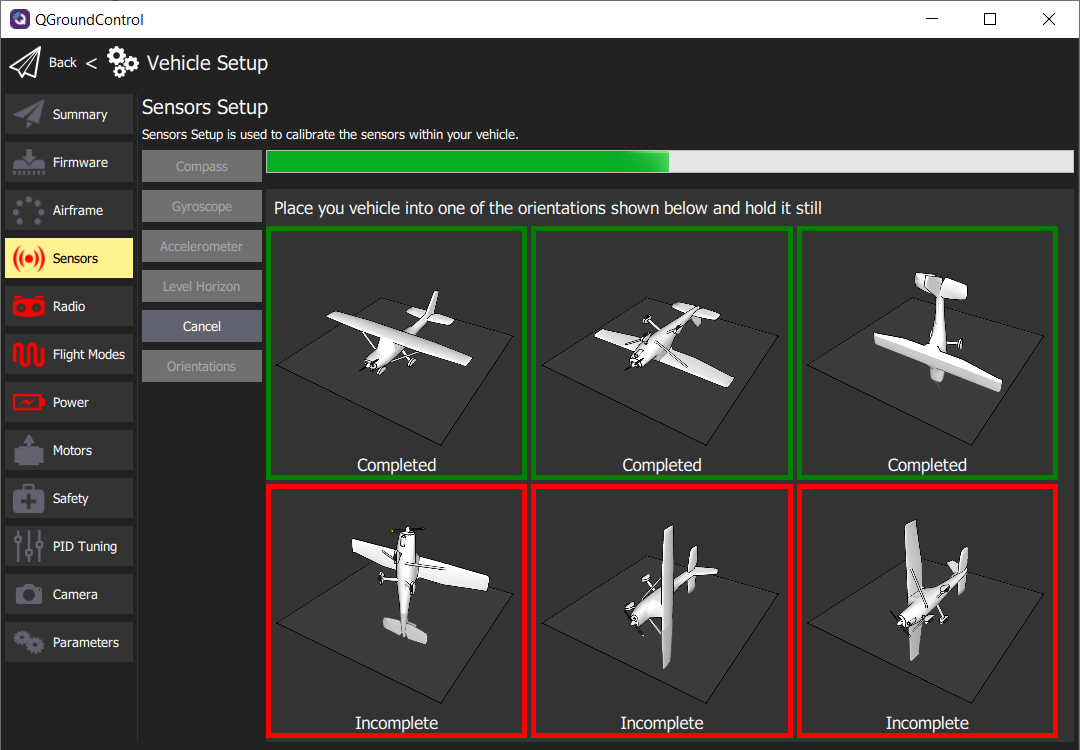 QGroundControl
Back < Vehicle Setup
Summary
Firmware
Airframe
Sensors
Radio
Flight Modes
Power
Motors
Safety
PID Tuning
Camera
Parameters
Sensors Setup
Sensors Setup is used to calibrate the sensors within your vehicle.
Compass
Gyroscope
Accelerometer
Level Horizon
Cancel
Orientations
Place you vehicle into one of the orientations shown below and hold it still
Completed
Completed
Completed
Incomplete
Incomplete
Incomplete